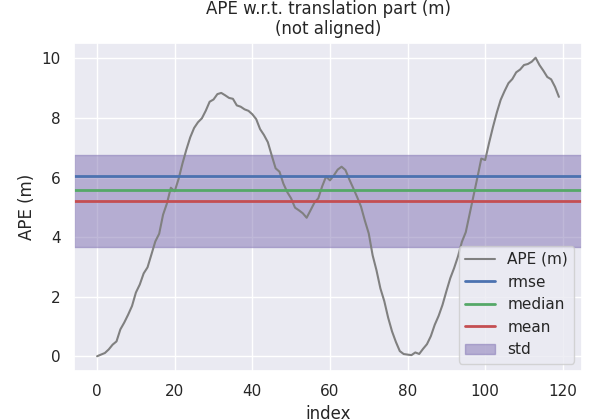 APE w.r.t. translation part (m)
(not aligned)
APE (m)
10
8
6
4
2
0
0 20 40 60 80 100 120
index
APE (m)
rmse
median
mean
std